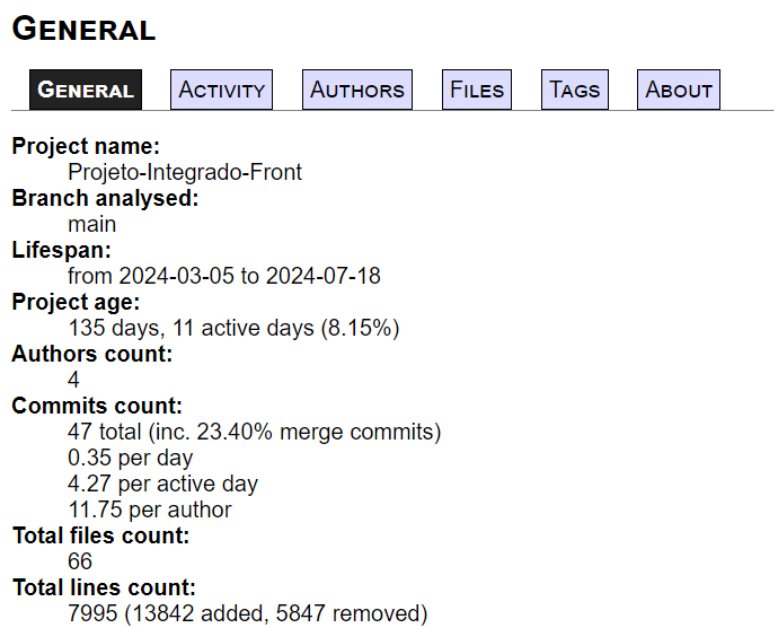 GENERAL
GENERAL ACTIVITY AUTHORS FILES TAGS ABOUT
Project name:
Projeto-Integrado-Front
Branch analysed:
main
Lifespan:
from 2024-03-05 to 2024-07-18
Project age:
135 days, 11 active days (8.15%)
Authors count:
4
Commits count:
47 total (inc. 23.40% merge commits)
0.35 per day
4.27 per active day
11.75 per author
Total files count:
66
Total lines count:
7995 (13842 added, 5847 removed)